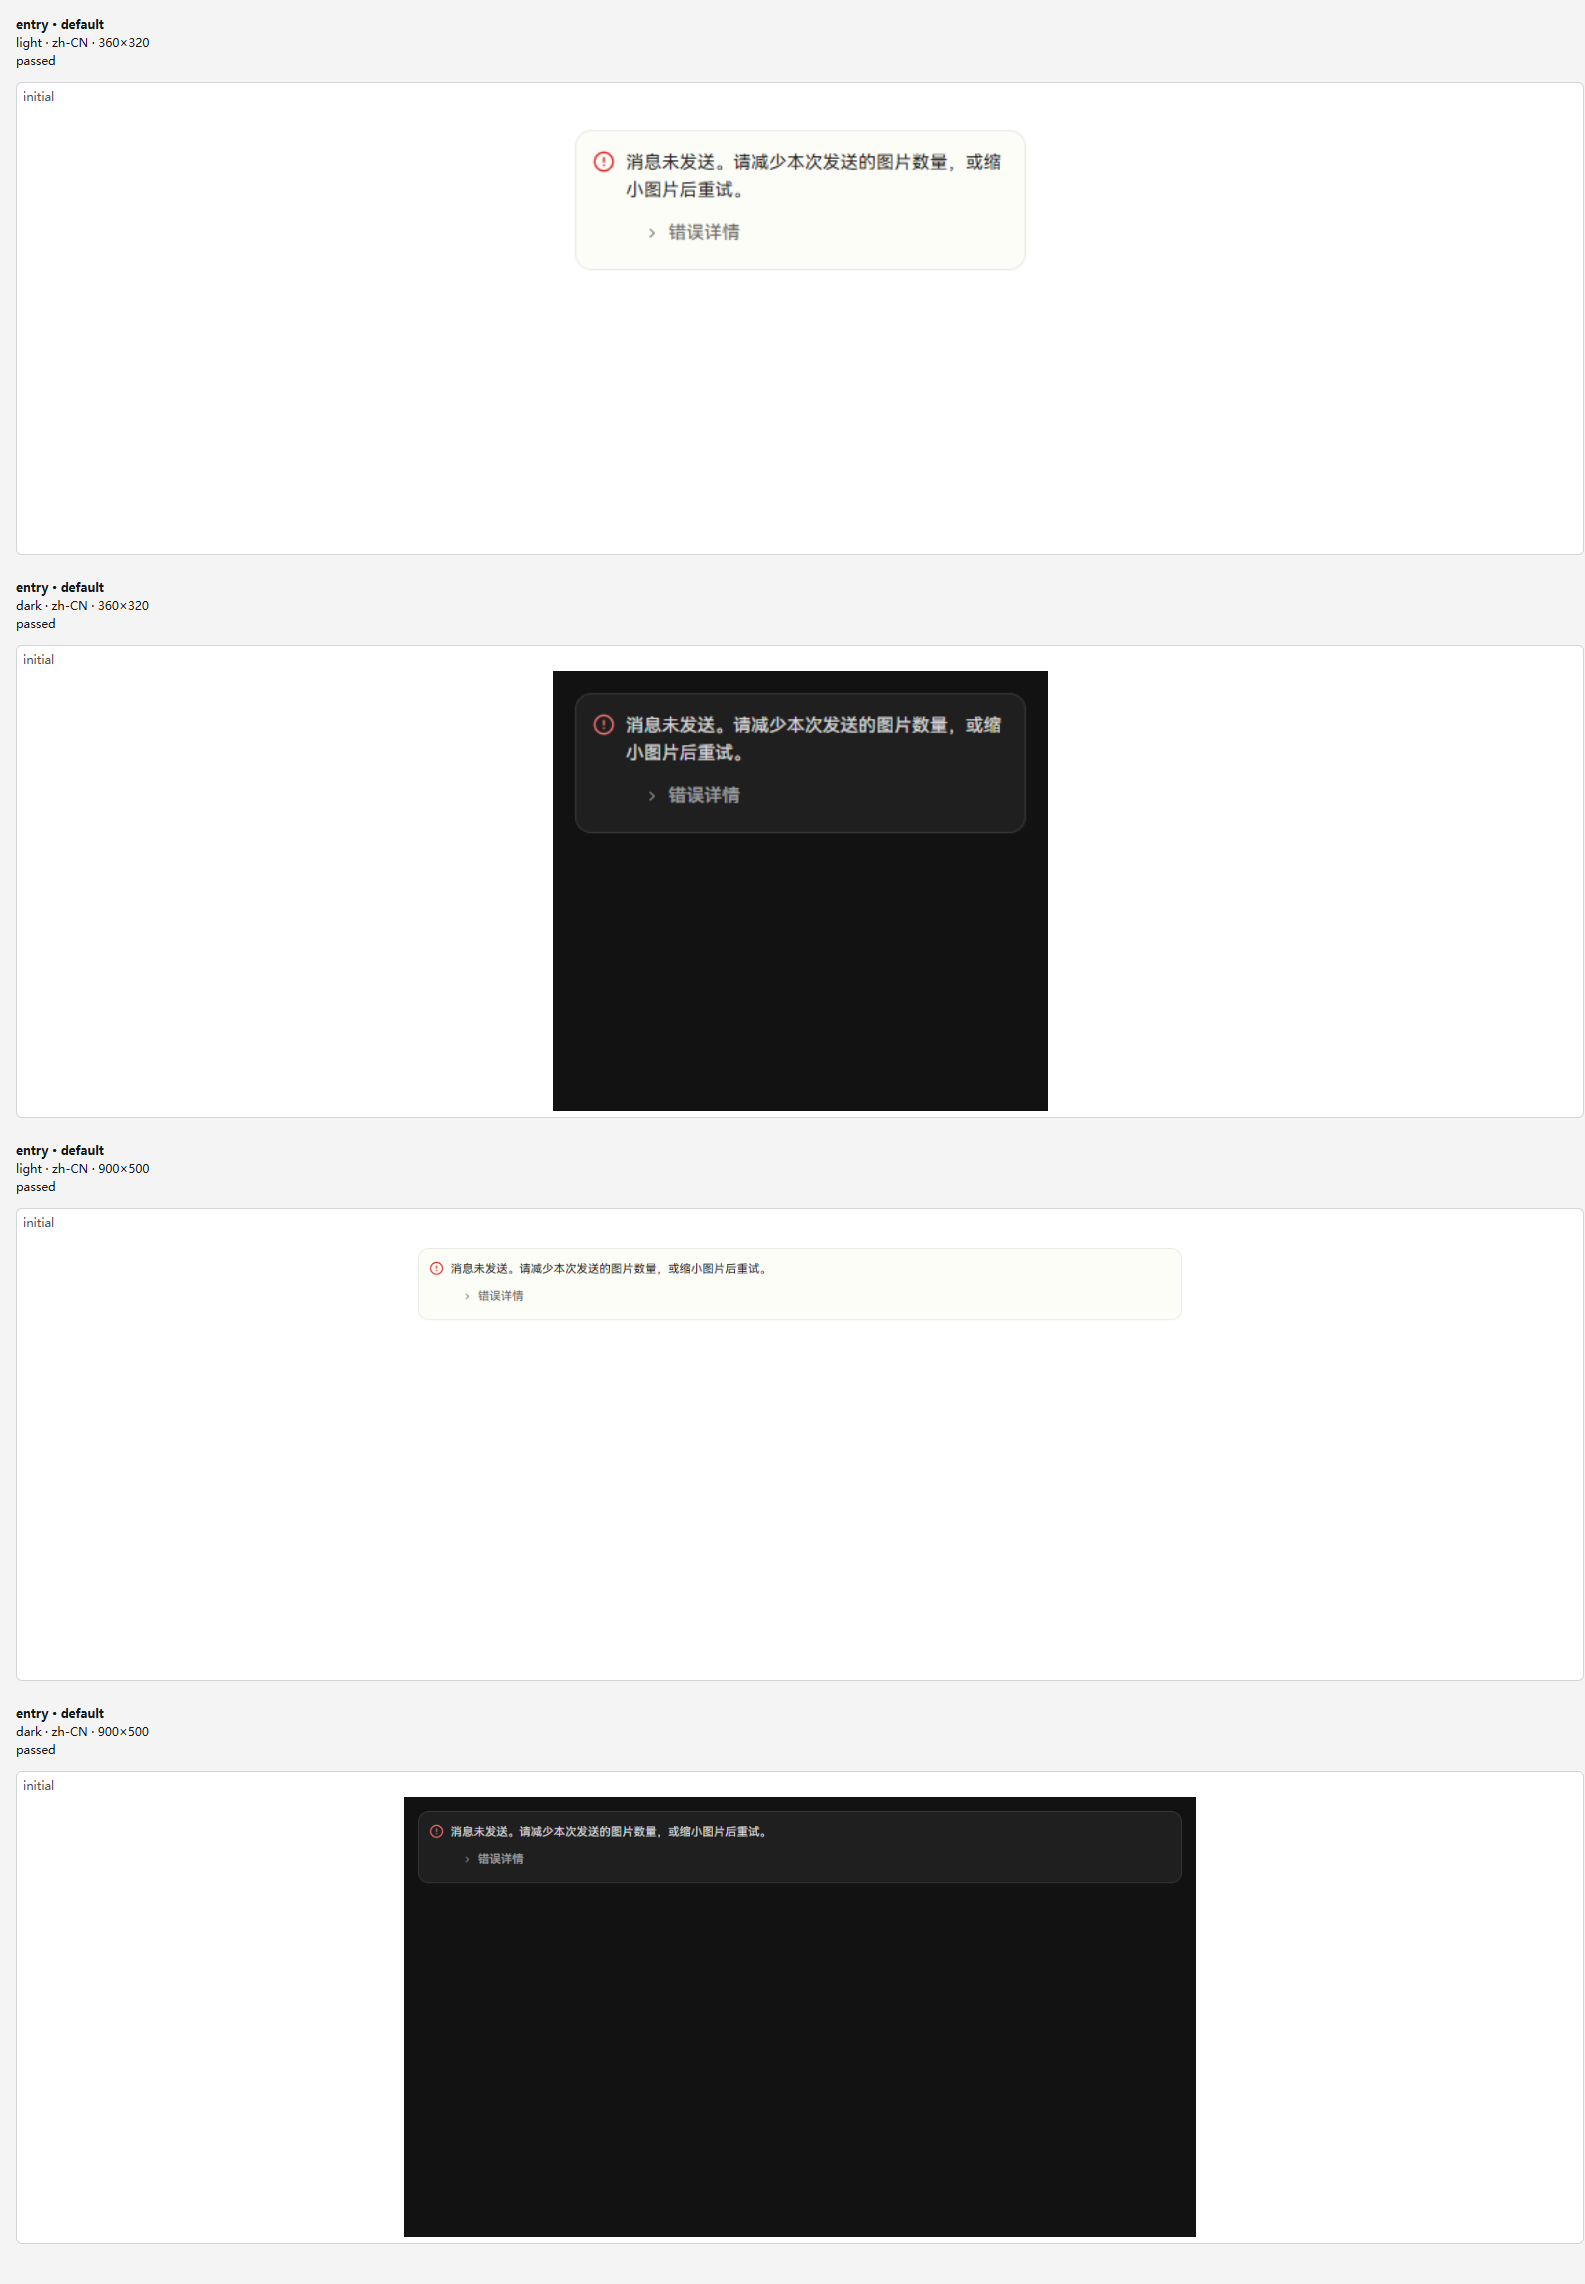 entry • default
light · zh-CN · 360×320
passed
initial
消息未发送。请减少本次发送的图片数量，或缩
小图片后重试。
错误详情
entry • default
dark · zh-CN · 360×320
passed
initial
消息未发送。请减少本次发送的图片数量，或缩
小图片后重试。
错误详情
entry • default
light · zh-CN · 900×500
passed
initial
消息未发送。请减少本次发送的图片数量，或缩小图片后重试。
错误详情
entry • default
dark · zh-CN · 900×500
passed
initial
消息未发送。请减少本次发送的图片数量，或缩小图片后重试。
错误详情